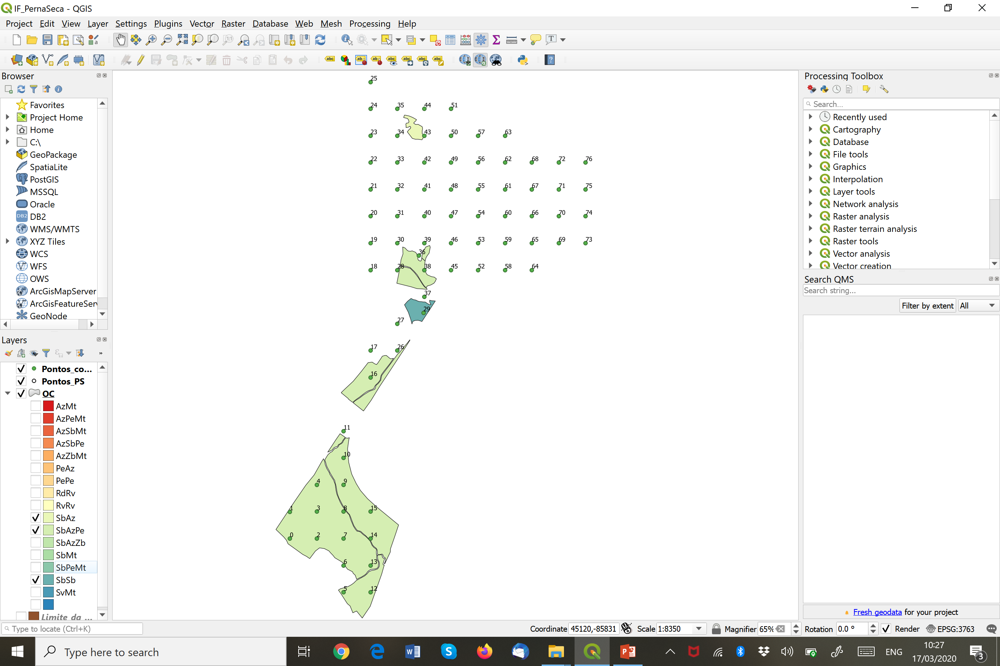 IF_PernaSeca - QGIS
Project Edit View Layer Settings Plugins Vector Raster Database Web Mesh Processing Help
Browser
Favorites
Project Home
Home
C:\
GeoPackage
SpatiaLite
PostGIS
MSSQL
Oracle
DB2
WMS/WMTS
XYZ Tiles
WCS
WFS
OWS
ArcGisMapServer
ArcGisFeatureServ
GeoNode
Layers
Pontos_co...
Pontos_PS
OC
AzMt
AzPeMt
AzSbMt
AzSbPe
AzZbMt
PeAz
PePe
RdRv
RvRv
SbAz
SbAzPe
SbAzZb
SbMt
SbPeMt
SbSb
SvMt
Limite da ...
25
24 35 44 51
23 34 43 50 57 63
22 33 42 49 56 62 68 72 76
21 32 41 48 55 61 67 71 75
20 31 40 47 54 60 66 70 74
19 30 39 46 53 59 65 69 73
36
18 28 38 45 52 58 64
37
29
27
17 26
16
11
10
4 9
1 3 8 15
0 2 7 14
6 13
5 12
Processing Toolbox
Search...
Recently used
Cartography
Database
File tools
Graphics
Interpolation
Layer tools
Network analysis
Raster analysis
Raster terrain analysis
Raster tools
Vector analysis
Vector creation
Search QMS
Search string...
Filter by extent All
Fresh geodata for your project
Type to locate (Ctrl+K) Coordinate 45120,-85831 Scale 1:8350 Magnifier 65% Rotation 0.0 ° Render EPSG:3763
Type here to search ENG 10:27
17/03/2020 3